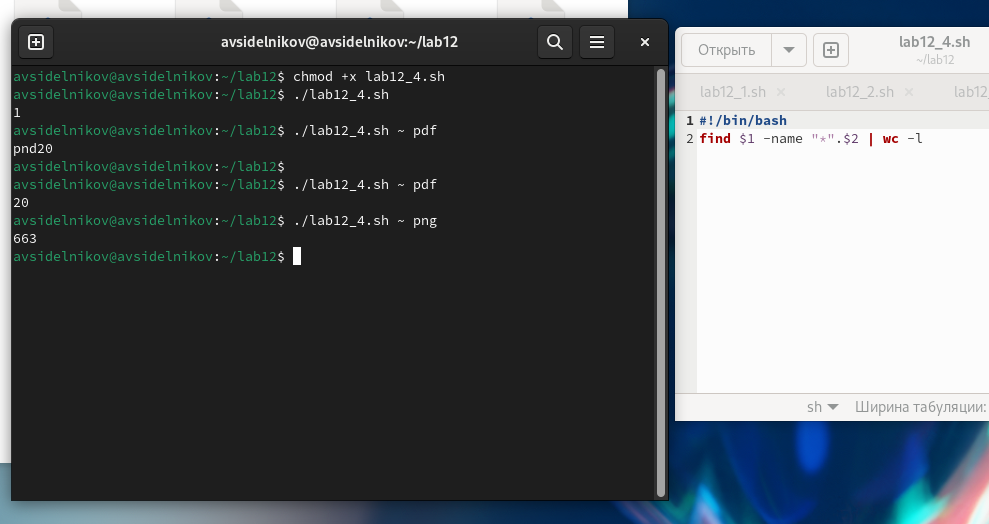 avsidelnikov@avsidelnikov:~/lab12
avsidelnikov@avsidelnikov:~/lab12$ chmod +x lab12_4.sh
avsidelnikov@avsidelnikov:~/lab12$ ./lab12_4.sh
1
avsidelnikov@avsidelnikov:~/lab12$ ./lab12_4.sh ~ pdf
pnd20
avsidelnikov@avsidelnikov:~/lab12$
avsidelnikov@avsidelnikov:~/lab12$ ./lab12_4.sh ~ pdf
20
avsidelnikov@avsidelnikov:~/lab12$ ./lab12_4.sh ~ png
663
avsidelnikov@avsidelnikov:~/lab12$
Открыть
lab12_4.sh
~/lab12
lab12_1.sh × lab12_2.sh × lab12
1 #!/bin/bash
2 find $1 -name "*".$2 | wc -l
sh Ширина табуляции: